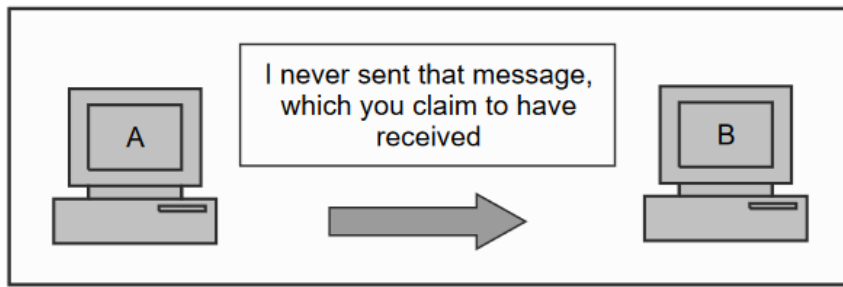 I never sent that message,
which you claim to have
received
A
B